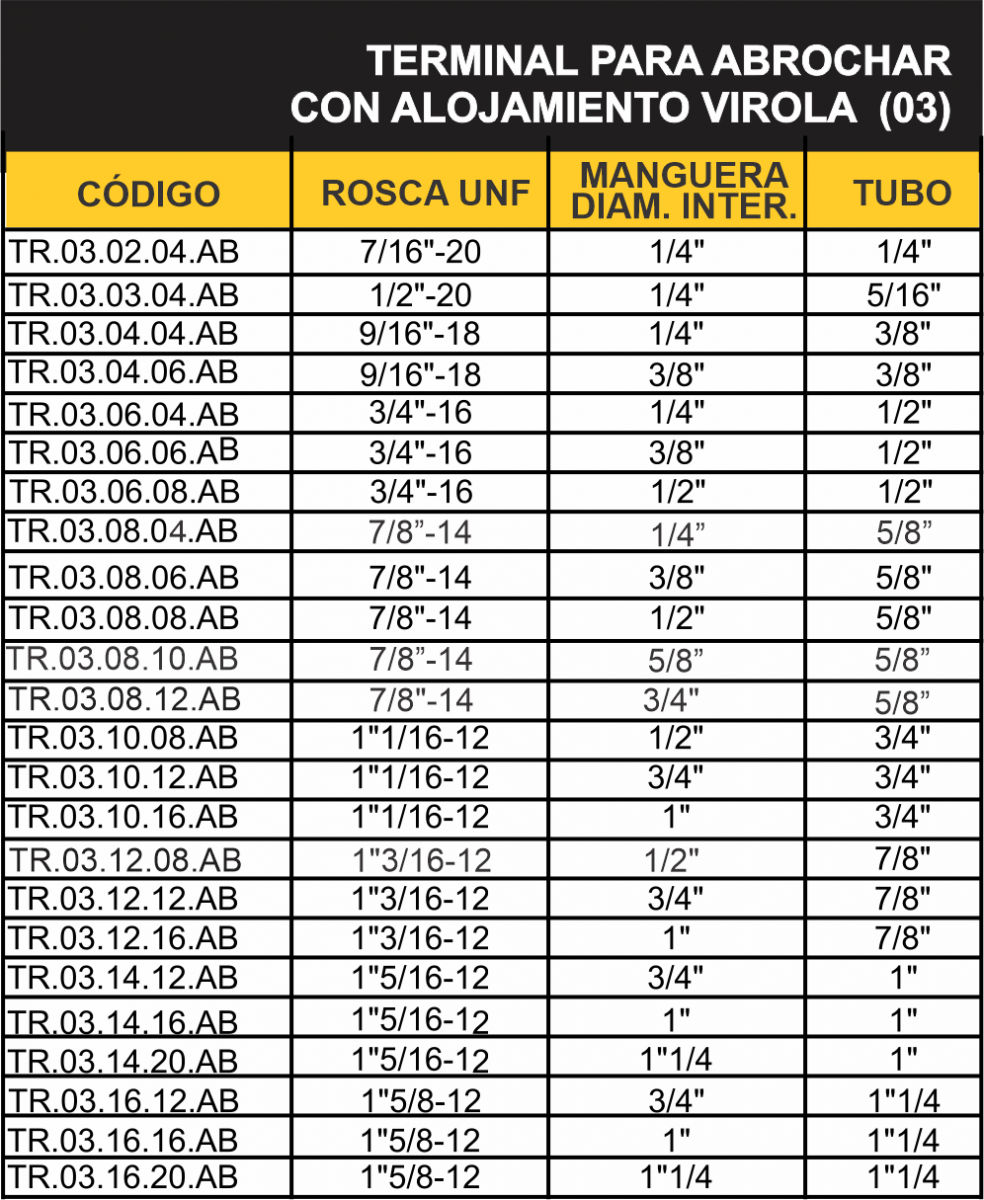 TERMINAL PARA ABROCHAR
CON ALOJAMIENTO VIROLA (03)
CÓDIGO ROSCA UNF MANGUERA DIAM. INTER. TUBO
TR.03.02.04.AB 7/16"-20 1/4" 1/4"
TR.03.03.04.AB 1/2"-20 1/4" 5/16"
TR.03.04.04.AB 9/16"-18 1/4" 3/8"
TR.03.04.06.AB 9/16"-18 3/8" 3/8"
TR.03.06.04.AB 3/4"-16 1/4" 1/2"
TR.03.06.06.AB 3/4"-16 3/8" 1/2"
TR.03.06.08.AB 3/4"-16 1/2" 1/2"
TR.03.08.04.AB 7/8”-14 1/4” 5/8”
TR.03.08.06.AB 7/8"-14 3/8" 5/8"
TR.03.08.08.AB 7/8"-14 1/2" 5/8"
TR.03.08.10.AB 7/8”-14 5/8” 5/8”
TR.03.08.12.AB 7/8"-14 3/4" 5/8”
TR.03.10.08.AB 1"1/16-12 1/2" 3/4"
TR.03.10.12.AB 1"1/16-12 3/4" 3/4"
TR.03.10.16.AB 1"1/16-12 1" 3/4"
TR.03.12.08.AB 1"3/16-12 1/2" 7/8"
TR.03.12.12.AB 1"3/16-12 3/4" 7/8"
TR.03.12.16.AB 1"3/16-12 1" 7/8"
TR.03.14.12.AB 1"5/16-12 3/4" 1"
TR.03.14.16.AB 1"5/16-12 1" 1"
TR.03.14.20.AB 1"5/16-12 1"1/4 1"
TR.03.16.12.AB 1"5/8-12 3/4" 1"1/4
TR.03.16.16.AB 1"5/8-12 1" 1"1/4
TR.03.16.20.AB 1"5/8-12 1"1/4 1"1/4